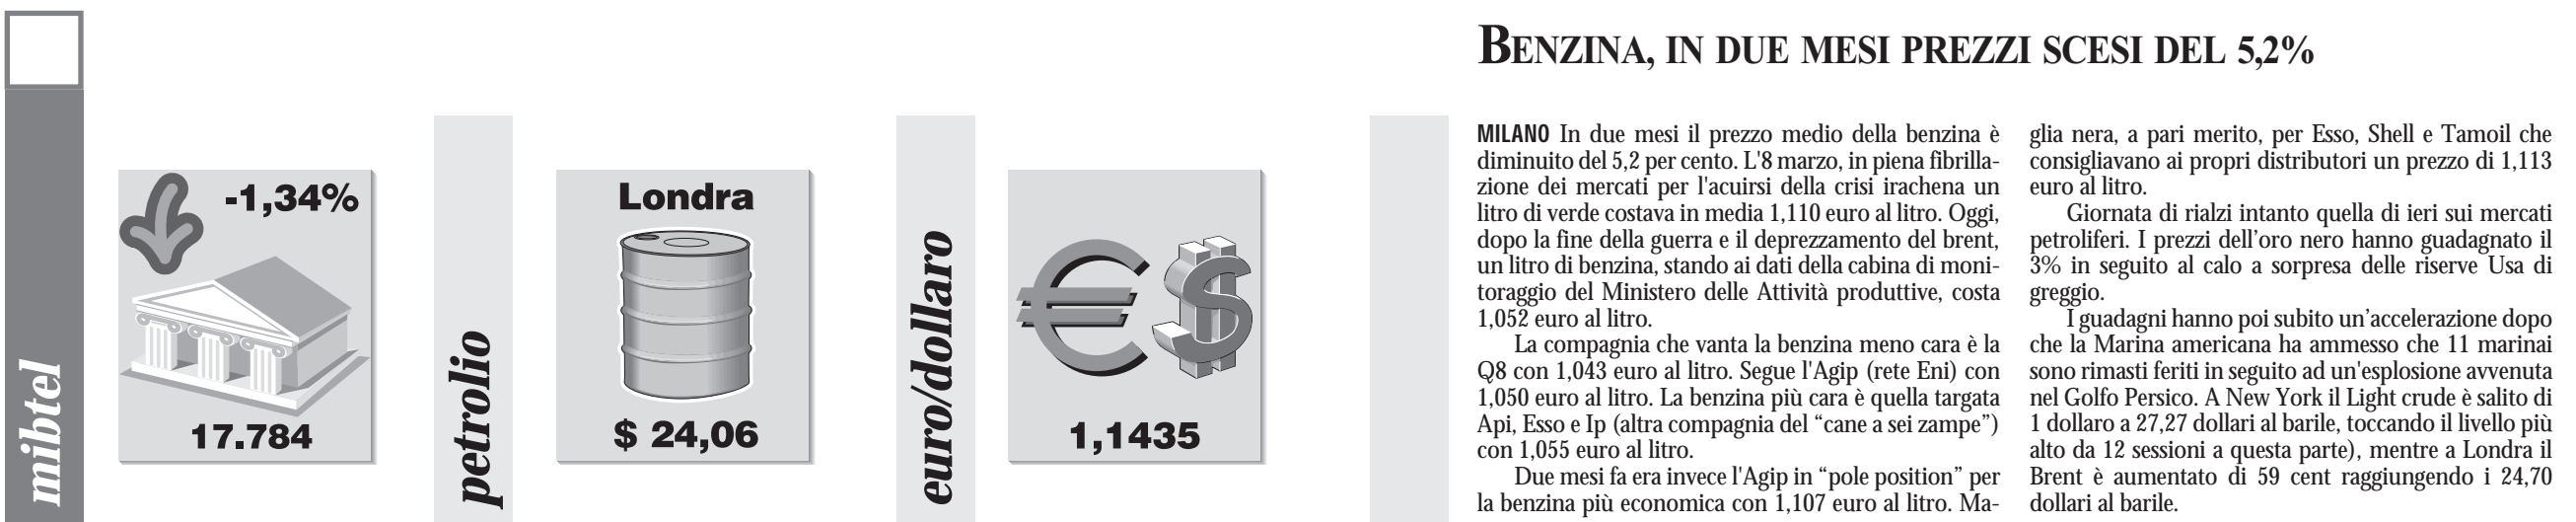 mibtel
-1,34%
17.784
petrolio
Londra
$ 24,06
euro/dollaro
1,1435
BENZINA, IN DUE MESI PREZZI SCESI DEL 5,2%
MILANO In due mesi il prezzo medio della benzina è
diminuito del 5,2 per cento. L'8 marzo, in piena fibrilla-
zione dei mercati per l'acuirsi della crisi irachena un
litro di verde costava in media 1,110 euro al litro. Oggi,
dopo la fine della guerra e il deprezzamento del brent,
un litro di benzina, stando ai dati della cabina di moni-
toraggio del Ministero delle Attività produttive, costa
1,052 euro al litro.
La compagnia che vanta la benzina meno cara è la
Q8 con 1,043 euro al litro. Segue l'Agip (rete Eni) con
1,050 euro al litro. La benzina più cara è quella targata
Api, Esso e Ip (altra compagnia del “cane a sei zampe”)
con 1,055 euro al litro.
Due mesi fa era invece l'Agip in “pole position” per
la benzina più economica con 1,107 euro al litro. Ma-
glia nera, a pari merito, per Esso, Shell e Tamoil che
consigliavano ai propri distributori un prezzo di 1,113
euro al litro.
Giornata di rialzi intanto quella di ieri sui mercati
petroliferi. I prezzi dell’oro nero hanno guadagnato il
3% in seguito al calo a sorpresa delle riserve Usa di
greggio.
I guadagni hanno poi subito un’accelerazione dopo
che la Marina americana ha ammesso che 11 marinai
sono rimasti feriti in seguito ad un'esplosione avvenuta
nel Golfo Persico. A New York il Light crude è salito di
1 dollaro a 27,27 dollari al barile, toccando il livello più
alto da 12 sessioni a questa parte), mentre a Londra il
Brent è aumentato di 59 cent raggiungendo i 24,70
dollari al barile.